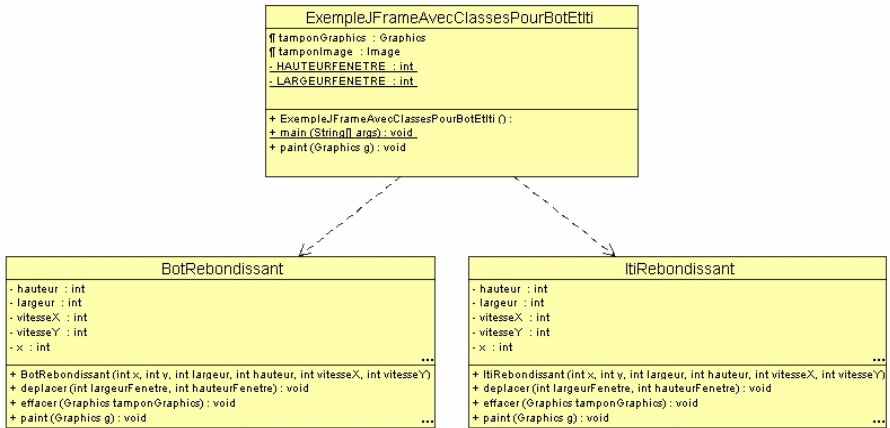 ExempleJFrameAvecClassesPourBotEtIti
¶ tamponGraphics : Graphics
¶ tamponImage : Image
- HAUTEURFENETRE : int
- LARGEURFENETRE : int
+ ExempleJFrameAvecClassesPourBotEtIti () :
+ main (String[] args) : void
+ paint (Graphics g) : void
BotRebondissant
- hauteur : int
- largeur : int
- vitesseX : int
- vitesseY : int
- x : int
...
+ BotRebondissant (int x, int y, int largeur, int hauteur, int vitesseX, int vitesseY)
+ deplacer (int largeurFenetre, int hauteurFenetre) : void
+ effacer (Graphics tamponGraphics) : void
+ paint (Graphics g) : void
...
ItiRebondissant
- hauteur : int
- largeur : int
- vitesseX : int
- vitesseY : int
- x : int
...
+ ItiRebondissant (int x, int y, int largeur, int hauteur, int vitesseX, int vitesseY)
+ deplacer (int largeurFenetre, int hauteurFenetre) : void
+ effacer (Graphics tamponGraphics) : void
+ paint (Graphics g) : void
...